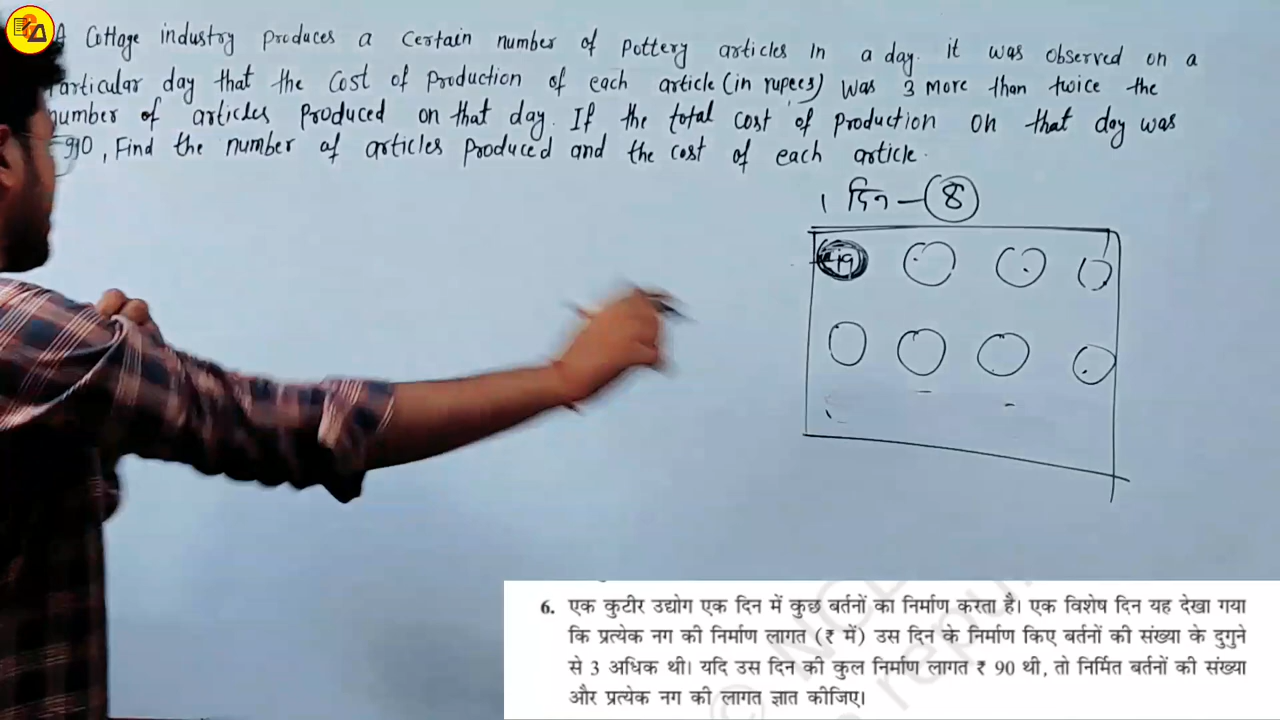 A Cottage industry produces a certain number of pottery articles in a day. it was observed on a
Particular day that the cost of production of each article (in rupees) was 3 more than twice the
number of articles produced on that day. If the total cost of production on that day was
90, Find the number of articles produced and the cost of each article.
1 दिन — 8
19
6. एक कुटीर उद्योग एक दिन में कुछ बर्तनों का निर्माण करता है। एक विशेष दिन यह देखा गया
कि प्रत्येक नग की निर्माण लागत (₹ में) उस दिन के निर्माण किए बर्तनों की संख्या के दुगुने
से 3 अधिक थी। यदि उस दिन की कुल निर्माण लागत ₹ 90 थी, तो निर्मित बर्तनों की संख्या
और प्रत्येक नग की लागत ज्ञात कीजिए।